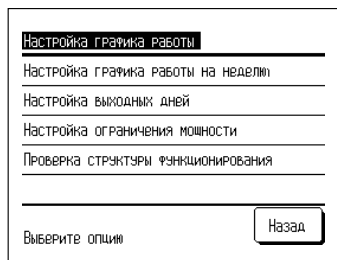 Настройка графика работы
Настройка графика работы на неделю
Настройка выходных дней
Настройка ограничения мощности
Проверка структуры функционирования
Выберите опцию
Назад